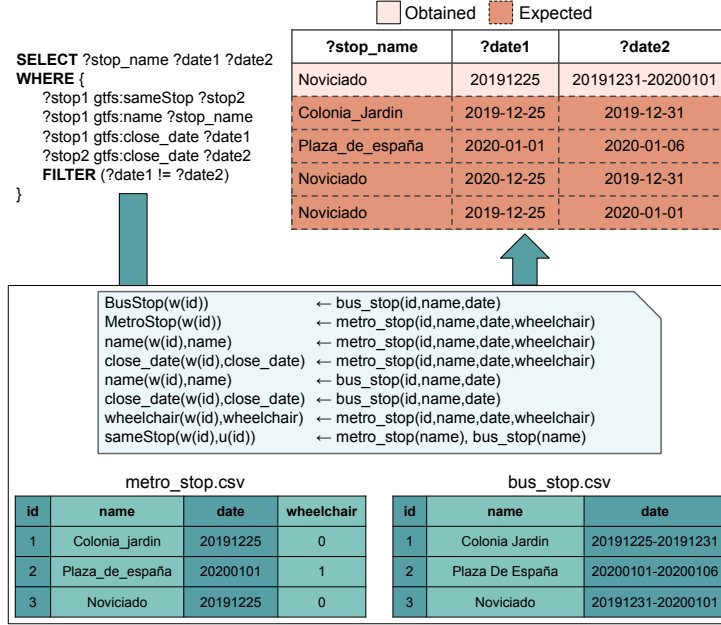 Obtained Expected
SELECT ?stop_name ?date1 ?date2
WHERE {
?stop1 gtfs:sameStop ?stop2
?stop1 gtfs:name ?stop_name
?stop1 gtfs:close_date ?date1
?stop2 gtfs:close_date ?date2
FILTER (?date1 != ?date2)
}
?stop_name ?date1 ?date2
Noviciado 20191225 20191231-20200101
Colonia_Jardin 2019-12-25 2019-12-31
Plaza_de_españa 2020-01-01 2020-01-06
Noviciado 2020-12-25 2019-12-31
Noviciado 2019-12-25 2020-01-01
BusStop(w(id)) ← bus_stop(id,name,date)
MetroStop(w(id)) ← metro_stop(id,name,date,wheelchair)
name(w(id),name) ← metro_stop(id,name,date,wheelchair)
close_date(w(id),close_date) ← metro_stop(id,name,date,wheelchair)
name(w(id),name) ← bus_stop(id,name,date)
close_date(w(id),close_date) ← bus_stop(id,name,date)
wheelchair(w(id),wheelchair) ← metro_stop(id,name,date,wheelchair)
sameStop(w(id),u(id)) ← metro_stop(name), bus_stop(name)
metro_stop.csv
id name date wheelchair
1 Colonia_jardin 20191225 0
2 Plaza_de_españa 20200101 1
3 Noviciado 20191225 0
bus_stop.csv
id name date
1 Colonia Jardin 20191225-20191231
2 Plaza De España 20200101-20200106
3 Noviciado 20191231-20200101